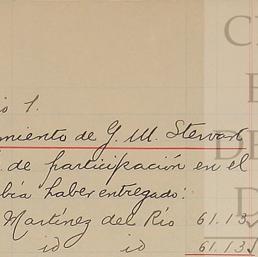 o 1.
miento de G. M. Stewart
de participación en el
bía haber entregado:
Martínez del Río 61.13
id id 61.13
C
E
DE
D